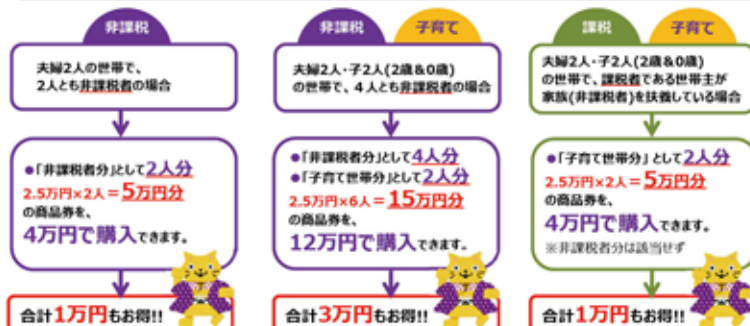 非課税
夫婦2人の世帯で、
2人とも非課税者の場合
●「非課税者分」として2人分
2.5万円×2人=5万円分
の商品券を、
4万円で購入できます。
合計1万円もお得!!
非課税 子育て
夫婦2人・子2人(2歳&0歳)
の世帯で、4人とも非課税者の場合
●「非課税者分」として4人分
●「子育て世帯分」として2人分
2.5万円×6人=15万円分
の商品券を、
12万円で購入できます。
合計3万円もお得!!
課税 子育て
夫婦2人・子2人(2歳&0歳)
の世帯で、課税者である世帯主が
家族(非課税者)を扶養している場合
●「子育て世帯分」として2人分
2.5万円×2人=5万円分
の商品券を、
4万円で購入できます。
※非課税者分は該当せず
合計1万円もお得!!